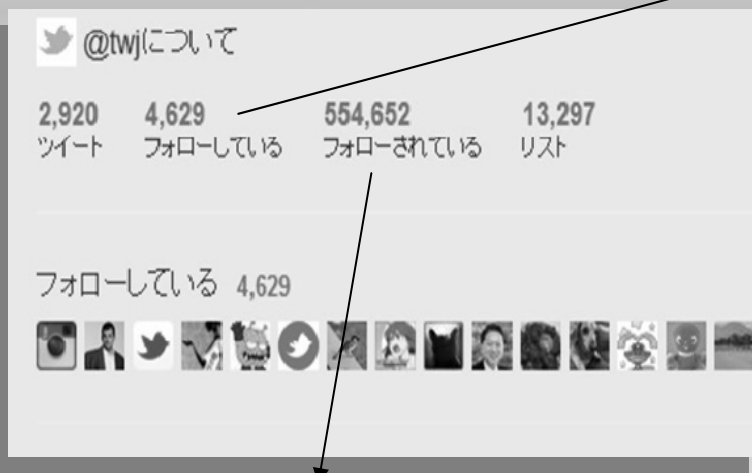 @twjについて
2,920 4,629 554,652 13,297
ツイート フォローしている フォローされている リスト
フォローしている 4,629